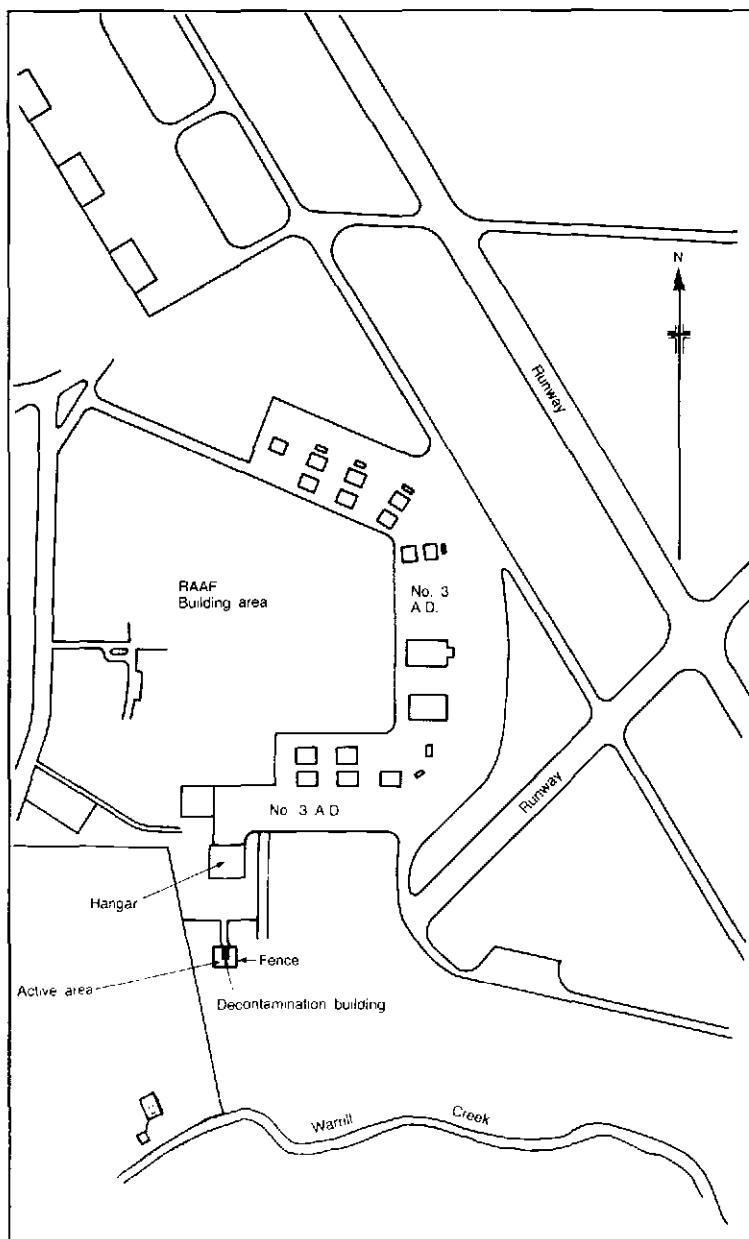 N
Runway
RAAF
Building area
No. 3
A D.
Runway
No 3 A D
Hangar
Fence
Active area
Decontamination building
Warrill Creek